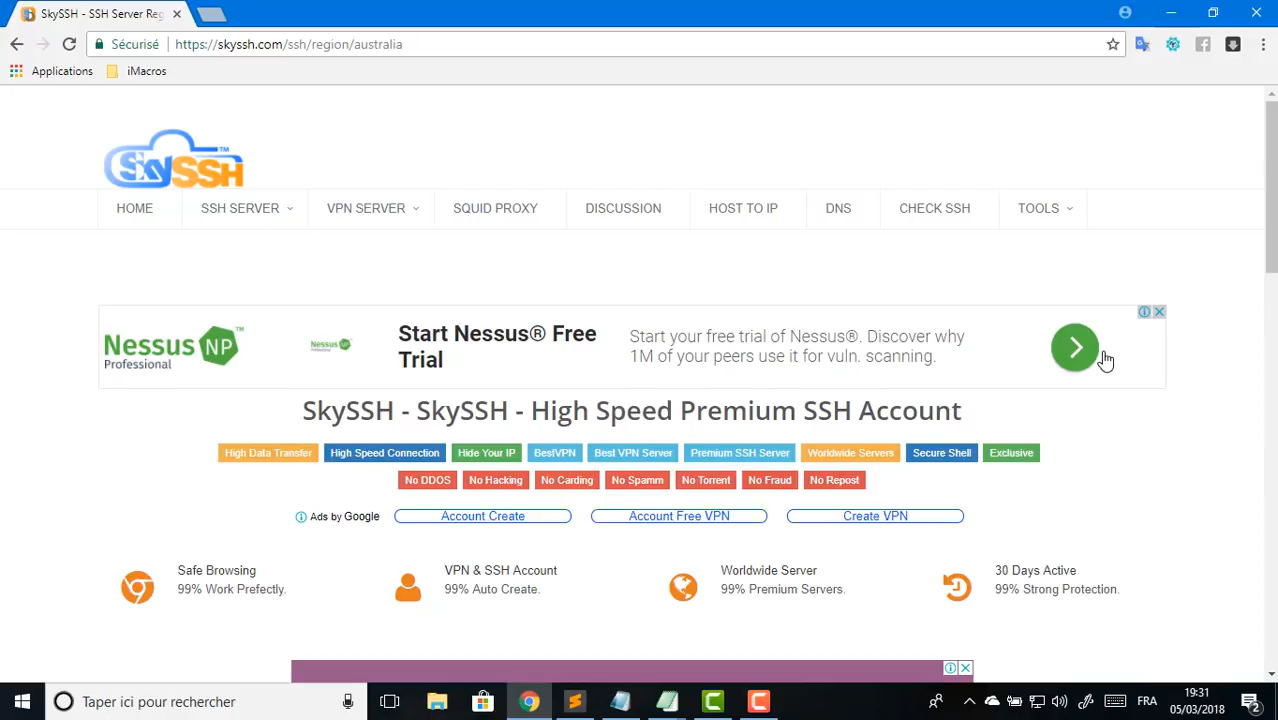 SkySSH - SSH Server Reg
Sécurisé https://skyssh.com/ssh/region/australia
Applications iMacros
SkySSH™
HOME SSH SERVER VPN SERVER SQUID PROXY DISCUSSION HOST TO IP DNS CHECK SSH TOOLS
Nessus NP™
Professional
Nessus NP
Professional
Start Nessus® Free
Trial
Start your free trial of Nessus®. Discover why
1M of your peers use it for vuln. scanning.
SkySSH - SkySSH - High Speed Premium SSH Account
High Data Transfer High Speed Connection Hide Your IP BestVPN Best VPN Server Premium SSH Server Worldwide Servers Secure Shell Exclusive
No DDOS No Hacking No Carding No Spamm No Torrent No Fraud No Repost
Ads by Google Account Create Account Free VPN Create VPN
Safe Browsing
99% Work Prefectly.
VPN & SSH Account
99% Auto Create.
Worldwide Server
99% Premium Servers.
30 Days Active
99% Strong Protection.
Taper ici pour rechercher
FRA
19:31
05/03/2018
2